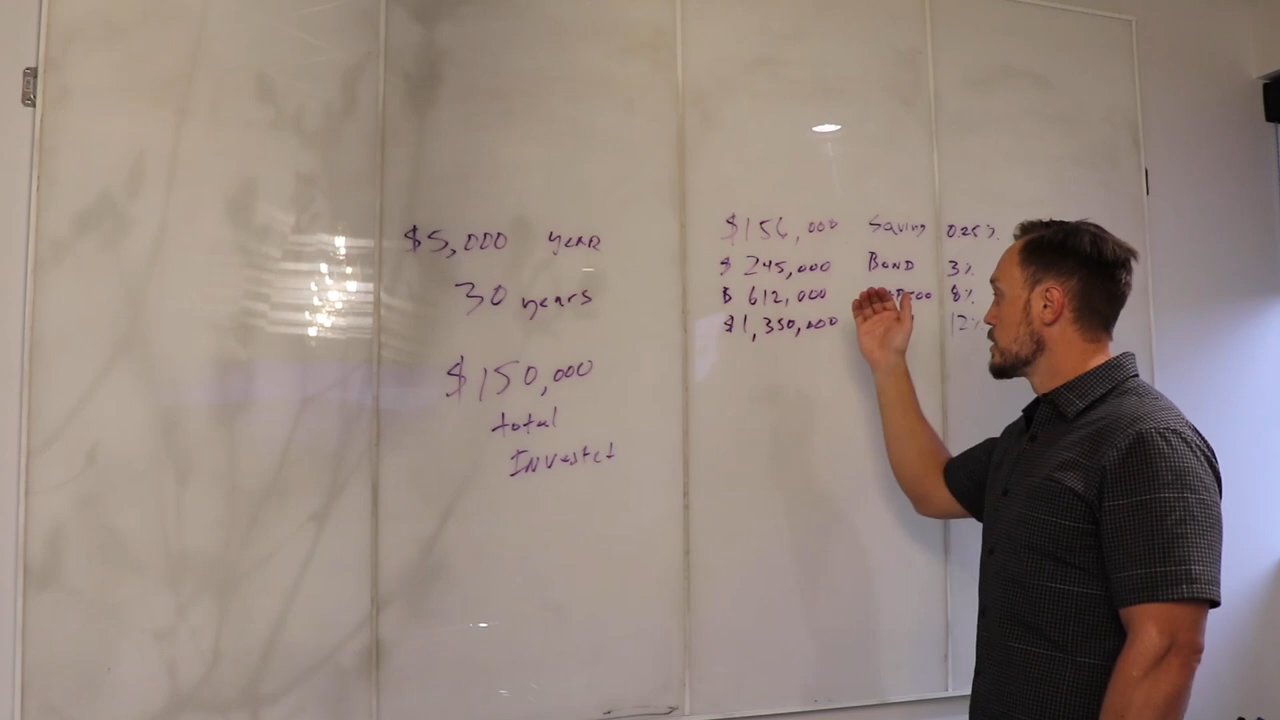 $5,000 year
30 years
$150,000
total
Invested
$156,000 Saving 0.25%
$245,000 Bond 3%
$612,000 8%
$1,350,000 12%